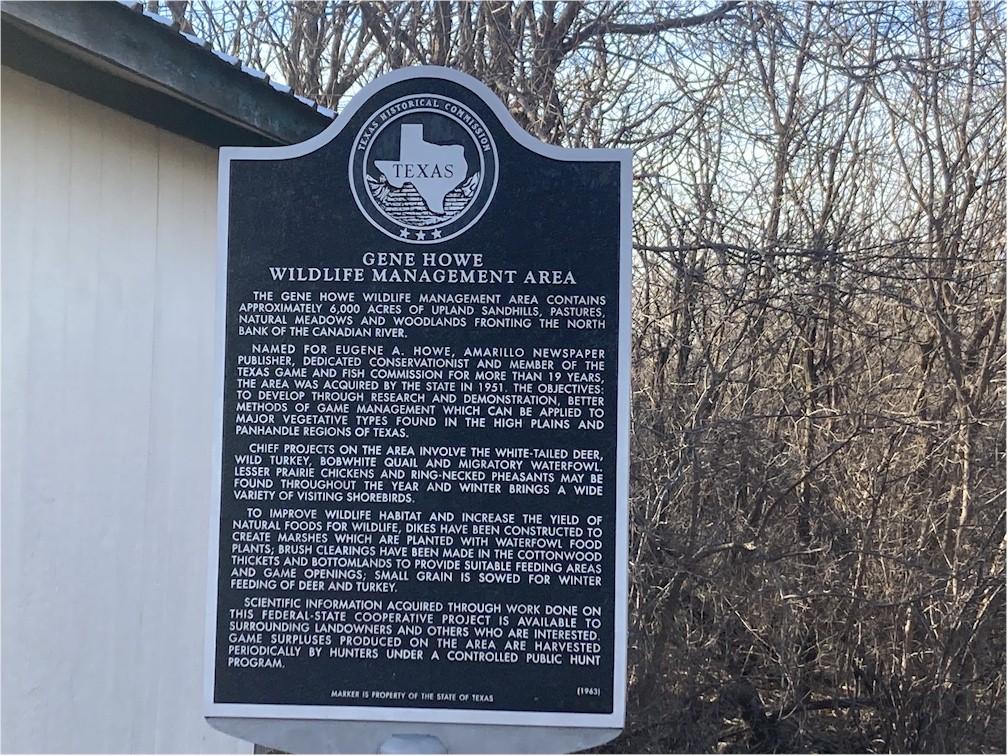 TEXAS HISTORICAL COMMISSION
TEXAS
GENE HOWE
WILDLIFE MANAGEMENT AREA
THE GENE HOWE WILDLIFE MANAGEMENT AREA CONTAINS
APPROXIMATELY 6,000 ACRES OF UPLAND SANDHILLS, PASTURES,
NATURAL MEADOWS AND WOODLANDS FRONTING THE NORTH
BANK OF THE CANADIAN RIVER.
NAMED FOR EUGENE A. HOWE, AMARILLO NEWSPAPER
PUBLISHER, DEDICATED CONSERVATIONIST AND MEMBER OF THE
TEXAS GAME AND FISH COMMISSION FOR MORE THAN 19 YEARS,
THE AREA WAS ACQUIRED BY THE STATE IN 1951. THE OBJECTIVES:
TO DEVELOP THROUGH RESEARCH AND DEMONSTRATION, BETTER
METHODS OF GAME MANAGEMENT WHICH CAN BE APPLIED TO
MAJOR VEGETATIVE TYPES FOUND IN THE HIGH PLAINS AND
PANHANDLE REGIONS OF TEXAS.
CHIEF PROJECTS ON THE AREA INVOLVE THE WHITE-TAILED DEER,
WILD TURKEY, BOBWHITE QUAIL AND MIGRATORY WATERFOWL.
LESSER PRAIRIE CHICKENS AND RING-NECKED PHEASANTS MAY BE
FOUND THROUGHOUT THE YEAR AND WINTER BRINGS A WIDE
VARIETY OF VISITING SHOREBIRDS.
TO IMPROVE WILDLIFE HABITAT AND INCREASE THE YIELD OF
NATURAL FOODS FOR WILDLIFE, DIKES HAVE BEEN CONSTRUCTED TO
CREATE MARSHES WHICH ARE PLANTED WITH WATERFOWL FOOD
PLANTS; BRUSH CLEARINGS HAVE BEEN MADE IN THE COTTONWOOD
THICKETS AND BOTTOMLANDS TO PROVIDE SUITABLE FEEDING AREAS
AND GAME OPENINGS; SMALL GRAIN IS SOWED FOR WINTER
FEEDING OF DEER AND TURKEY.
SCIENTIFIC INFORMATION ACQUIRED THROUGH WORK DONE ON
THIS FEDERAL-STATE COOPERATIVE PROJECT IS AVAILABLE TO
SURROUNDING LANDOWNERS AND OTHERS WHO ARE INTERESTED.
GAME SURPLUSES PRODUCED ON THE AREA ARE HARVESTED
PERIODICALLY BY HUNTERS UNDER A CONTROLLED PUBLIC HUNT
PROGRAM.
(1963)
MARKER IS PROPERTY OF THE STATE OF TEXAS